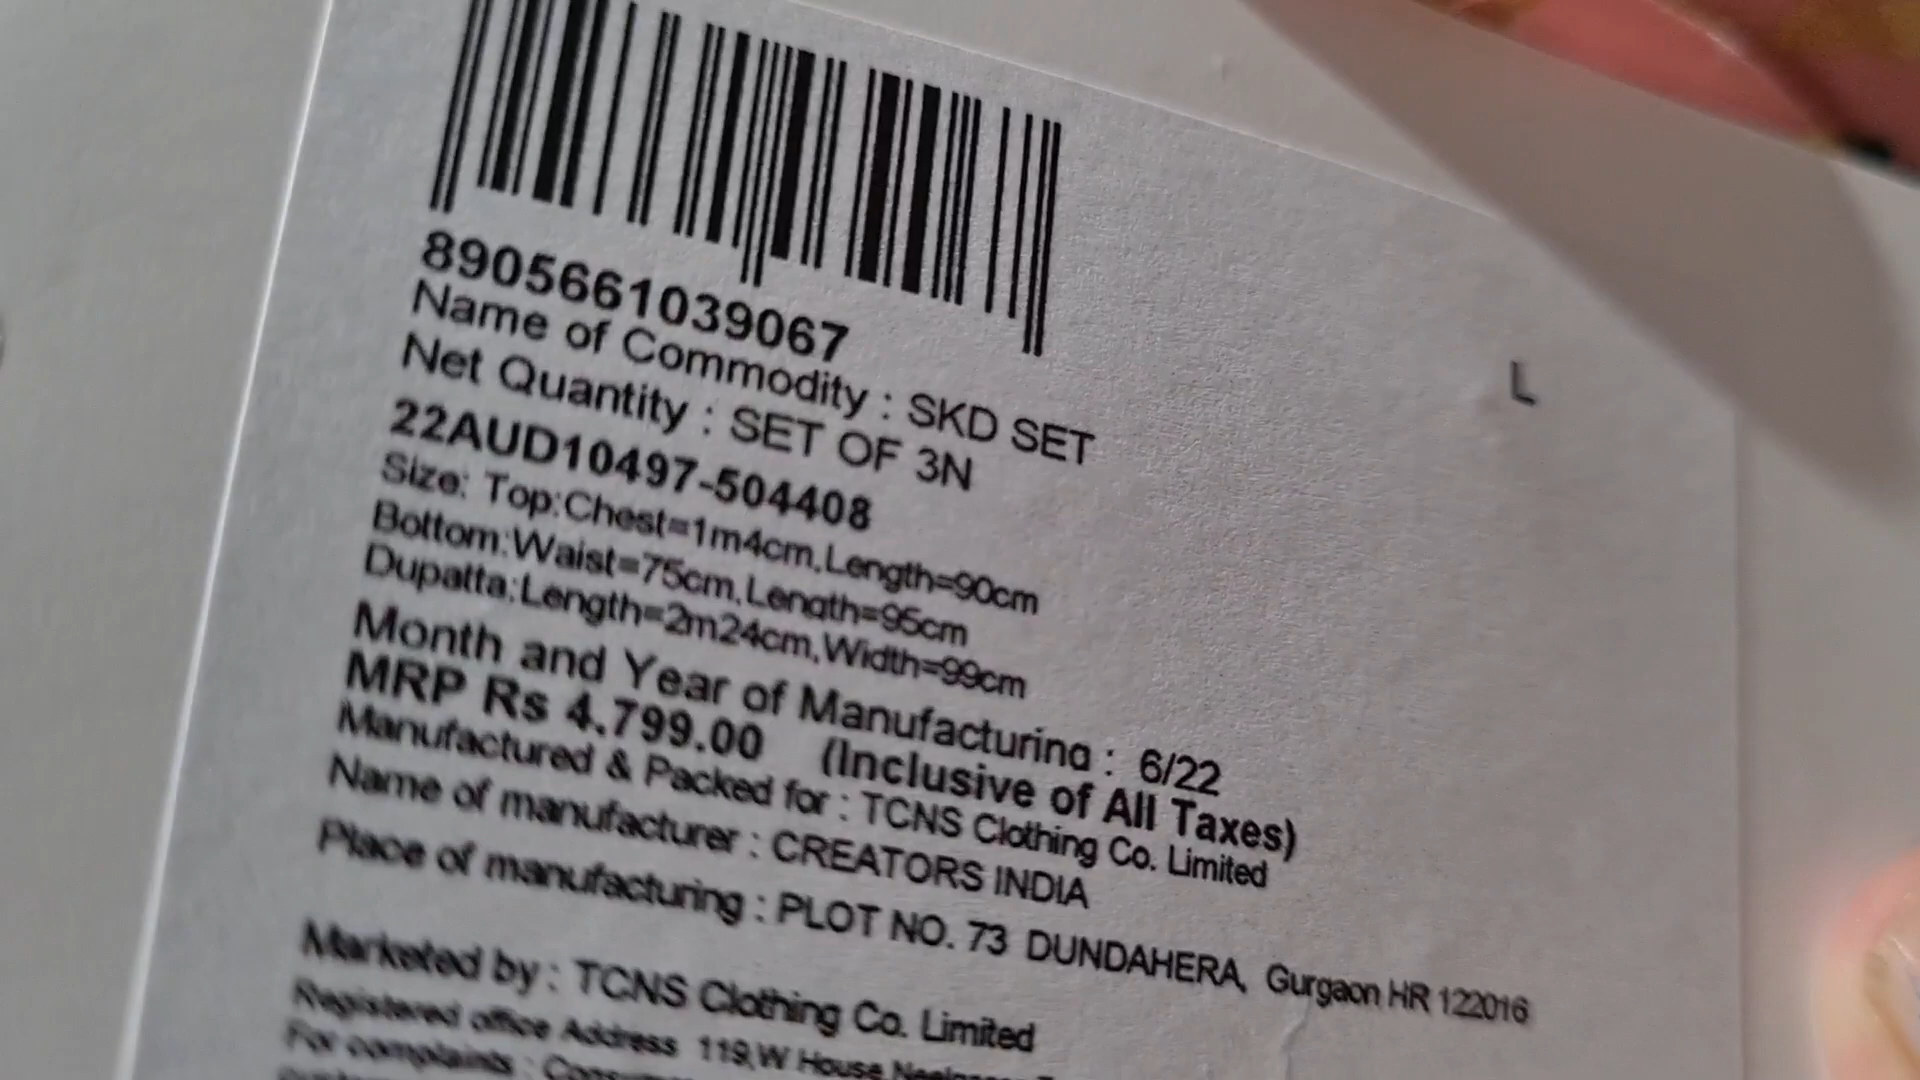 8905661039067
Name of Commodity : SKD SET
L
Net Quantity : SET OF 3N
22AUD10497-504408
Size: Top:Chest=1m4cm,Length=90cm
Bottom:Waist=75cm,Length=95cm
Dupatta:Length=2m24cm,Width=99cm
Month and Year of Manufacturing : 6/22
MRP Rs 4,799.00 (Inclusive of All Taxes)
Manufactured & Packed for : TCNS Clothing Co. Limited
Name of manufacturer : CREATORS INDIA
Place of manufacturing : PLOT NO. 73 DUNDAHERA, Gurgaon HR 122016
Marketed by : TCNS Clothing Co. Limited
Registered office Address 119,W House
For complaints :